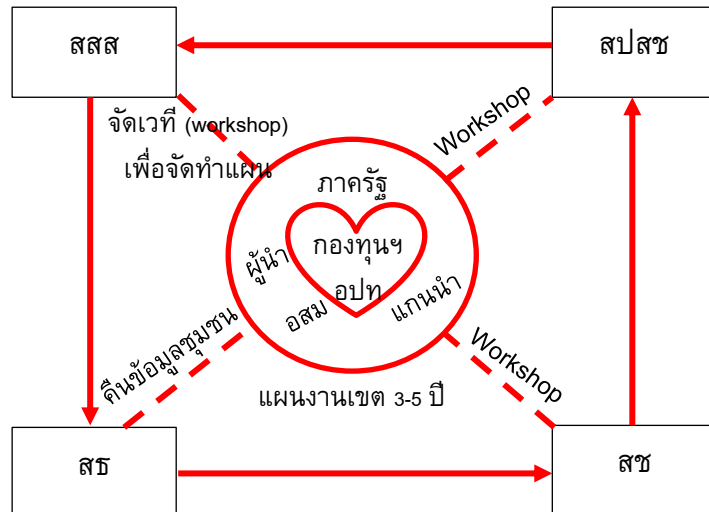 สสส
สปสช
จัดเวที (workshop)
เพื่อจัดทำแผน
Workshop
ภาครัฐ
กองทุนฯ
ผู้นำ
อปท
อสม
แกนนำ
คืนข้อมูลชุมชน
Workshop
แผนงานเขต 3-5 ปี
สธ
สช